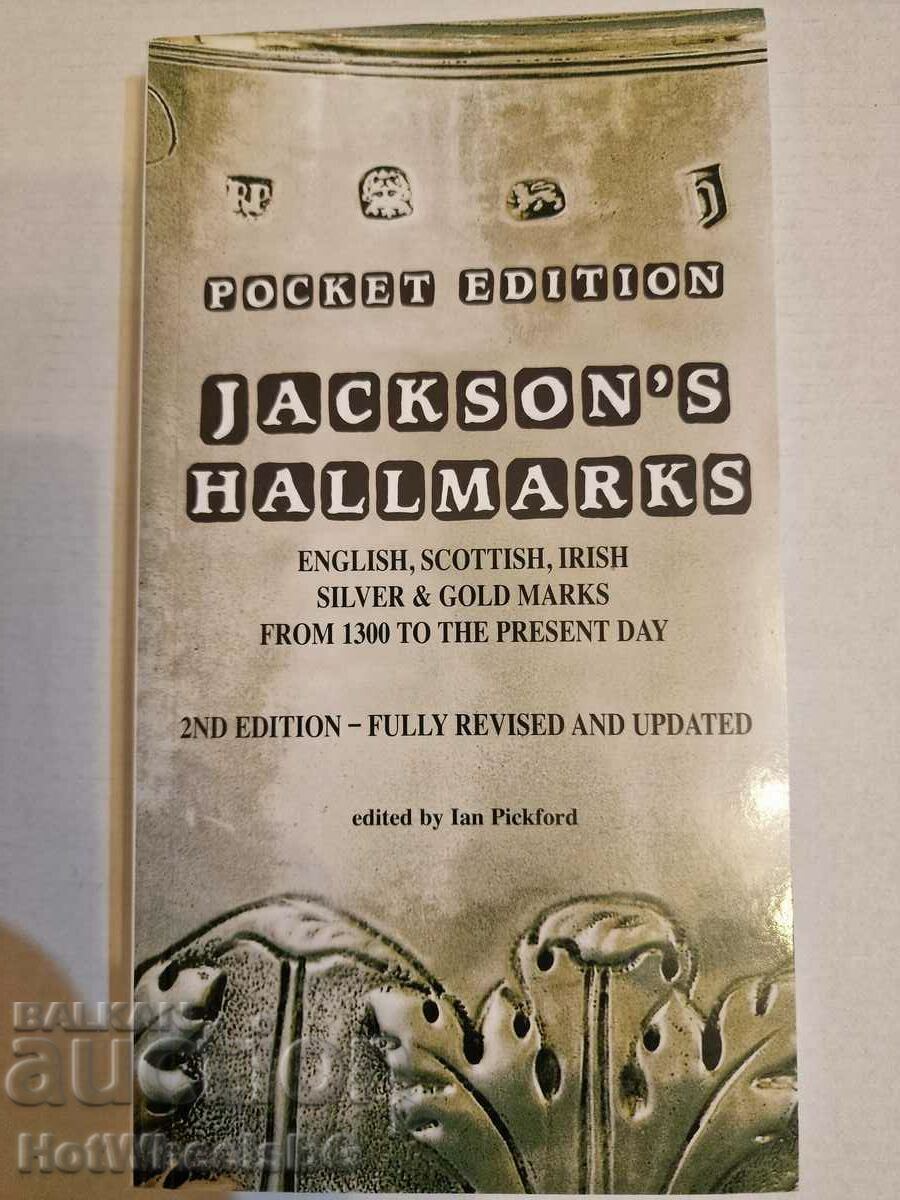 RP
POCKET EDITION
JACKSON'S
HALLMARKS
ENGLISH, SCOTTISH, IRISH
SILVER & GOLD MARKS
FROM 1300 TO THE PRESENT DAY
2ND EDITION – FULLY REVISED AND UPDATED
edited by Ian Pickford
BALKAN
auction
HotWheelsBG